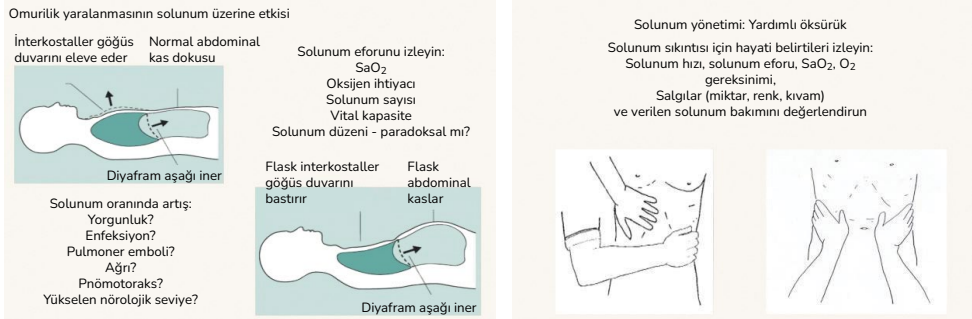 Omurilik yaralanmasının solunum üzerine etkisi
İnterkostaller göğüs
duvarını eleve eder
Normal abdominal
kas dokusu
Diyafram aşağı iner
Solunum eforunu izleyin:
SaO₂
Oksijen ihtiyacı
Solunum sayısı
Vital kapasite
Solunum düzeni - paradoksal mı?
Solunum oranında artış:
Yorgunluk?
Enfeksiyon?
Pulmoner emboli?
Ağrı?
Pnömotoraks?
Yükselen nörolojik seviye?
Flask interkostaller
göğüs duvarını
bastırır
Flask
abdominal
kaslar
Diyafram aşağı iner
Solunum yönetimi: Yardımlı öksürük
Solunum sıkıntısı için hayati belirtileri izleyin:
Solunum hızı, solunum eforu, SaO₂, O₂
gereksinimi,
Salgılar (miktar, renk, kıvam)
ve verilen solunum bakımını değerlendirun